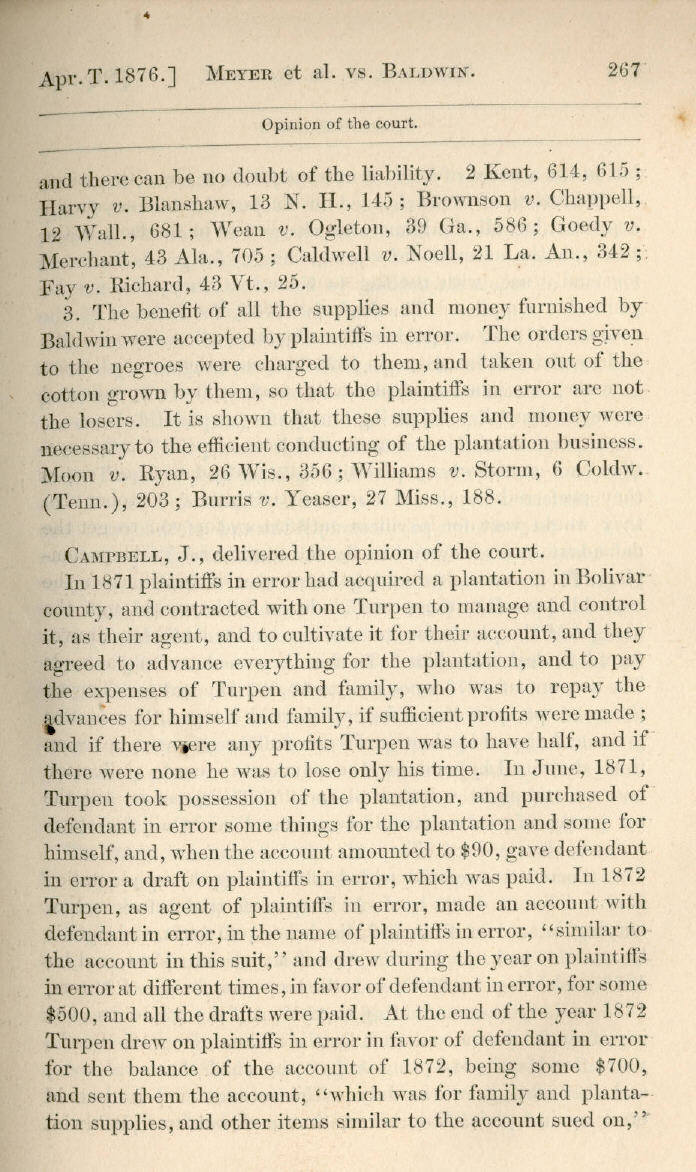 Apr. T. 1876.] MEYER et al. vs. BALDWIN. 267
Opinion of the court.
and there can be no doubt of the liability. 2 Kent, 614, 615 ;
Harvy v. Blanshaw, 13 N. H., 145 ; Brownson v. Chappell,
12 Wall., 681 ; Wean v. Ogleton, 39 Ga., 586 ; Goedy v.
Merchant, 43 Ala., 705 ; Caldwell v. Noell, 21 La. An., 342 ;
Fay v. Richard, 43 Vt., 25.
3. The benefit of all the supplies and money furnished by
Baldwin were accepted by plaintiffs in error. The orders given
to the negroes were charged to them, and taken out of the
cotton grown by them, so that the plaintiffs in error are not
the losers. It is shown that these supplies and money were
necessary to the efficient conducting of the plantation business.
Moon v. Ryan, 26 Wis., 356 ; Williams v. Storm, 6 Coldw.
(Tenn.), 203 ; Burris v. Yeaser, 27 Miss., 188.
CAMPBELL, J., delivered the opinion of the court.
In 1871 plaintiffs in error had acquired a plantation in Bolivar
county, and contracted with one Turpen to manage and control
it, as their agent, and to cultivate it for their account, and they
agreed to advance everything for the plantation, and to pay
the expenses of Turpen and family, who was to repay the
advances for himself and family, if sufficient profits were made ;
and if there were any profits Turpen was to have half, and if
there were none he was to lose only his time. In June, 1871,
Turpen took possession of the plantation, and purchased of
defendant in error some things for the plantation and some for
himself, and, when the account amounted to $90, gave defendant
in error a draft on plaintiffs in error, which was paid. In 1872
Turpen, as agent of plaintiffs in error, made an account with
defendant in error, in the name of plaintiffs in error, "similar to
the account in this suit," and drew during the year on plaintiffs
in error at different times, in favor of defendant in error, for some
$500, and all the drafts were paid. At the end of the year 1872
Turpen drew on plaintiffs in error in favor of defendant in error
for the balance of the account of 1872, being some $700,
and sent them the account, "which was for family and planta-
tion supplies, and other items similar to the account sued on,"